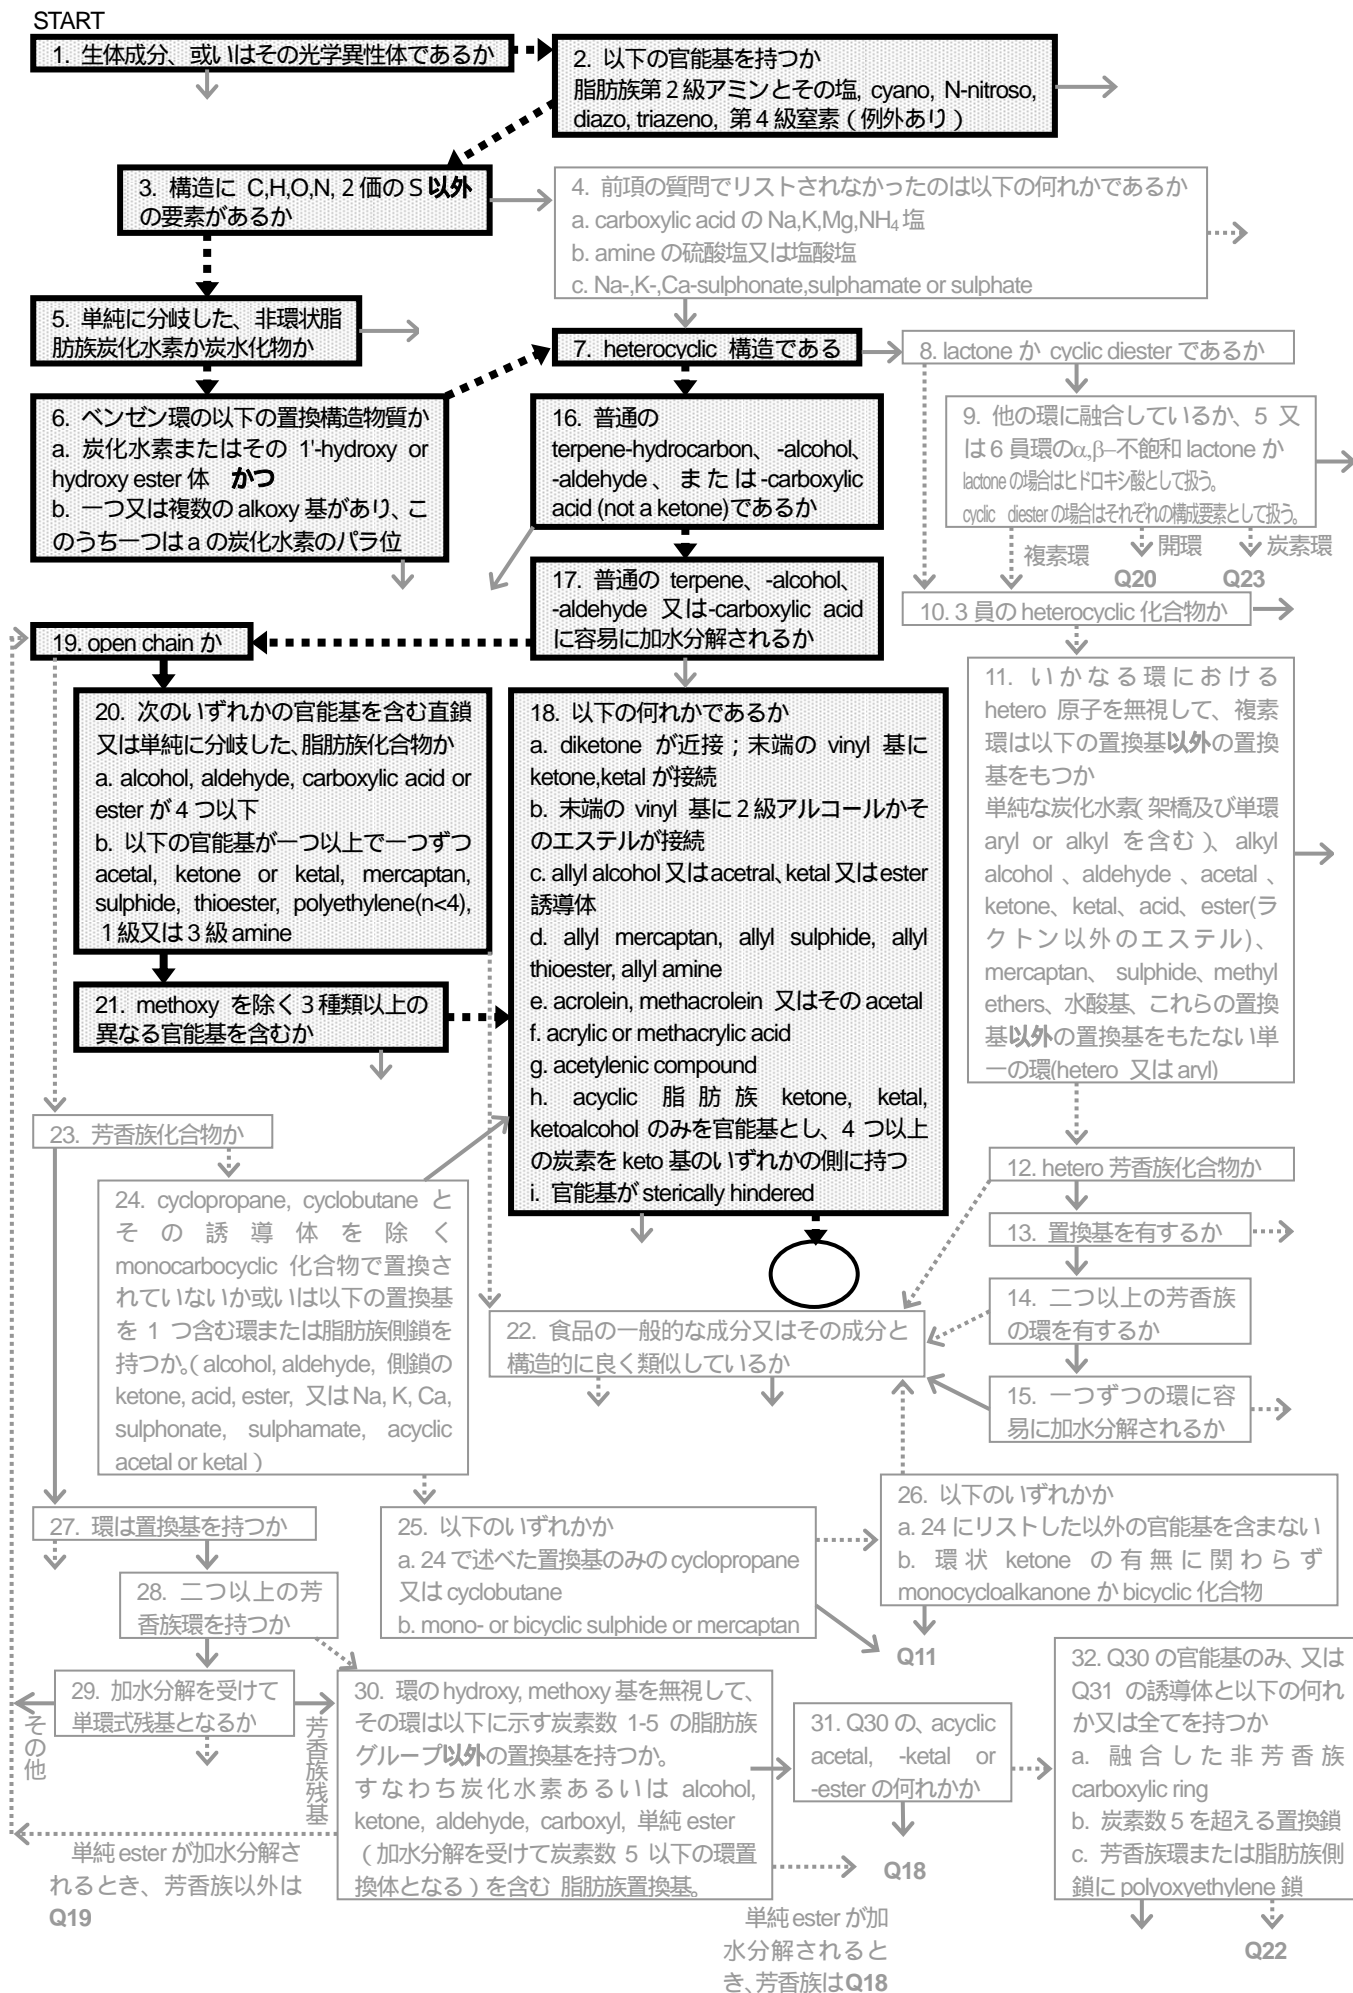 START
1. 生体成分、或いはその光学異性体であるか
2. 以下の官能基を持つか
脂肪族第2級アミンとその塩, cyano, N-nitroso,
diazo, triazeno, 第4級窒素（例外あり）
3. 構造に C,H,O,N, 2価のS以外
の要素があるか
4. 前項の質問でリストされなかったのは以下の何れかであるか
a. carboxylic acid の Na,K,Mg,NH4 塩
b. amine の硫酸塩又は塩酸塩
c. Na-,K-,Ca-sulphonate,sulphamate or sulphate
5. 単純に分岐した、非環状脂
肪族炭化水素か炭水化物か
7. heterocyclic 構造である
8. lactone か cyclic diester であるか
6. ベンゼン環の以下の置換構造物質か
a. 炭化水素またはその 1'-hydroxy or
hydroxy ester 体　かつ
b. 一つ又は複数の alkoxy 基があり、こ
のうち一つは a の炭化水素のパラ位
16. 普通の
terpene-hydrocarbon、-alcohol、
-aldehyde 、または-carboxylic
acid (not a ketone)であるか
9. 他の環に融合しているか、5 又
は6員環のα,β−不飽和 lactone か
lactoneの場合はヒドロキシ酸として扱う。
cyclic diesterの場合はそれぞれの構成要素として扱う。
複素環
開環
炭素環
Q20
Q23
17. 普通の terpene、-alcohol、
-aldehyde 又は-carboxylic acid
に容易に加水分解されるか
10. 3 員の heterocyclic 化合物か
19. open chain か
11. いかなる環における
hetero 原子を無視して、複素
環は以下の置換基以外の置換
基をもつか
単純な炭化水素(架橋及び単環
aryl or alkyl を含む)、alkyl
alcohol 、aldehyde 、acetal 、
ketone、ketal、acid、ester(ラ
クトン以外のエステル)、
mercaptan、 sulphide、methyl
ethers、水酸基、これらの置換
基以外の置換基をもたない単
一の環(hetero 又は aryl)
20. 次のいずれかの官能基を含む直鎖
又は単純に分岐した、脂肪族化合物か
a. alcohol, aldehyde, carboxylic acid or
ester が4つ以下
b. 以下の官能基が一つ以上で一つずつ
acetal, ketone or ketal, mercaptan,
sulphide, thioester, polyethylene(n<4),
1級又は3級 amine
18. 以下の何れかであるか
a. diketone が近接；末端の vinyl 基に
ketone,ketal が接続
b. 末端の vinyl 基に2級アルコールかそ
のエステルが接続
c. allyl alcohol 又はacetral、ketal 又はester
誘導体
d. allyl mercaptan, allyl sulphide, allyl
thioester, allyl amine
e. acrolein, methacrolein 又はその acetal
f. acrylic or methacrylic acid
g. acetylenic compound
h. acyclic 脂肪族 ketone, ketal,
ketoalcohol のみを官能基とし、4つ以上
の炭素を keto 基のいずれかの側に持つ
i. 官能基が sterically hindered
21. methoxy を除く3種類以上の
異なる官能基を含むか
23. 芳香族化合物か
12. hetero 芳香族化合物か
24. cyclopropane, cyclobutane と
その誘導体を除く
monocarbocyclic 化合物で置換さ
れていないか或いは以下の置換基
を 1 つ含む環または脂肪族側鎖を
持つか。(alcohol, aldehyde, 側鎖の
ketone, acid, ester, 又は Na, K, Ca,
sulphonate, sulphamate, acyclic
acetal or ketal )
13. 置換基を有するか
14. 二つ以上の芳香族
の環を有するか
22. 食品の一般的な成分又はその成分と
構造的に良く類似しているか
15. 一つずつの環に容
易に加水分解されるか
27. 環は置換基を持つか
25. 以下のいずれかか
a. 24 で述べた置換基のみの cyclopropane
又は cyclobutane
b. mono- or bicyclic sulphide or mercaptan
26. 以下のいずれかか
a. 24 にリストした以外の官能基を含まない
b. 環状 ketone の有無に関わらず
monocycloalkanone か bicyclic 化合物
28. 二つ以上の芳
香族環を持つか
Q11
29. 加水分解を受けて
単環式残基となるか
その他
芳香族残基
30. 環の hydroxy, methoxy 基を無視して、
その環は以下に示す炭素数 1-5 の脂肪族
グループ以外の置換基を持つか。
すなわち炭化水素あるいは alcohol,
ketone, aldehyde, carboxyl, 単純 ester
（加水分解を受けて炭素数 5 以下の環置
換体となる）を含む 脂肪族置換基。
31. Q30 の、acyclic
acetal, -ketal or
-ester の何れかか
32. Q30 の官能基のみ、又は
Q31 の誘導体と以下の何れ
か又は全てを持つか
a. 融合した非芳香族
carboxylic ring
b. 炭素数 5 を超える置換鎖
c. 芳香族環または脂肪族側
鎖に polyoxyethylene 鎖
Q18
単純 ester が加水分解さ
れるとき、芳香族以外は
Q19
単純 ester が加
水分解されると
き、芳香族はQ18
Q22